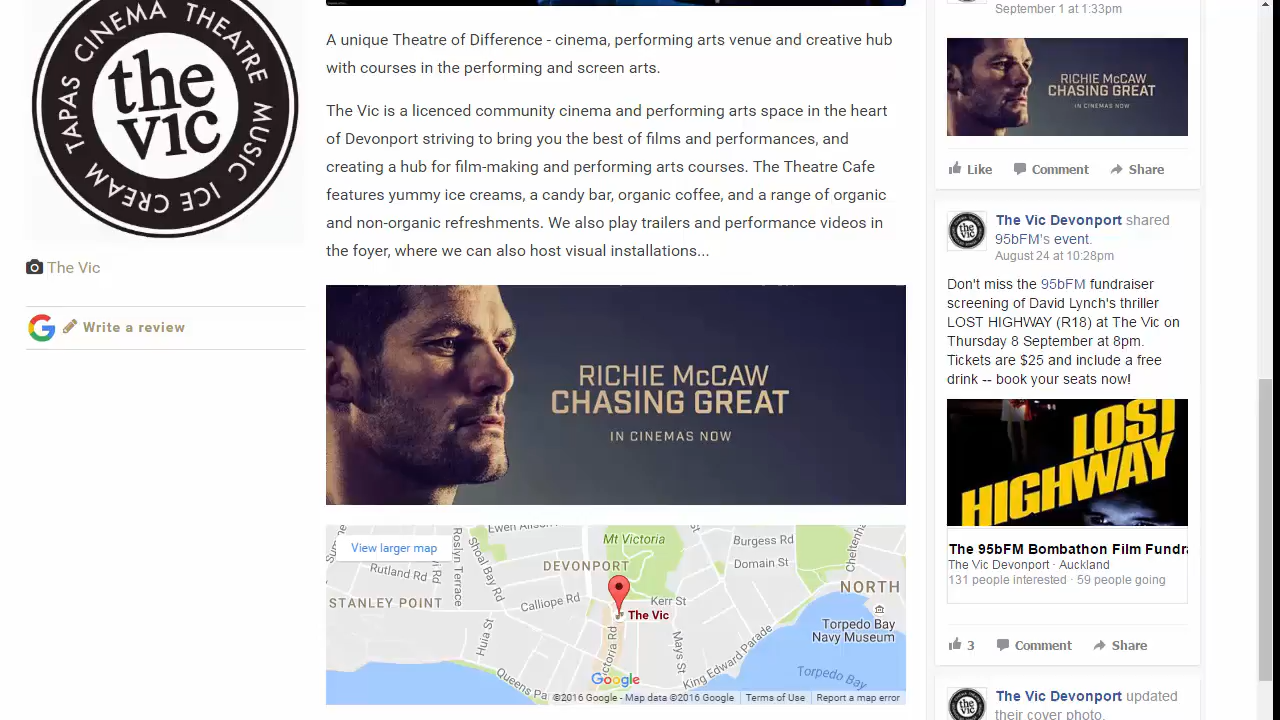 CINEMA THEATRE MUSIC ICE CREAM TAPAS
the
vic
The Vic
Write a review
A unique Theatre of Difference - cinema, performing arts venue and creative hub
with courses in the performing and screen arts.
The Vic is a licenced community cinema and performing arts space in the heart
of Devonport striving to bring you the best of films and performances, and
creating a hub for film-making and performing arts courses. The Theatre Cafe
features yummy ice creams, a candy bar, organic coffee, and a range of organic
and non-organic refreshments. We also play trailers and performance videos in
the foyer, where we can also host visual installations...
RICHIE McCAW
CHASING GREAT
IN CINEMAS NOW
View larger map
Mt Victoria
Burgess Rd
Cheltenh
Roslyn Terrace
Shoal Bay Rd
DEVONPORT
Domain St
Rutland Rd
NORTH
STANLEY POINT
Calliope Rd
Kerr St
The Vic
Huia St
ictoria Rd
Mays St
Torpedo Bay
Navy Museum
King Edward Parade
Queens Pa
Torpedo Bay
Google
©2016 Google - Map data ©2016 Google
Terms of Use
Report a map error
September 1 at 1:33pm
RICHIE McCAW
CHASING GREAT
IN CINEMAS NOW
Like Comment Share
The Vic Devonport shared
95bFM's event.
August 24 at 10:28pm
Don't miss the 95bFM fundraiser
screening of David Lynch's thriller
LOST HIGHWAY (R18) at The Vic on
Thursday 8 September at 8pm.
Tickets are $25 and include a free
drink -- book your seats now!
LOST
HIGHWAY
The 95bFM Bombathon Film Fundra
The Vic Devonport · Auckland
131 people interested · 59 people going
3 Comment Share
The Vic Devonport updated
their cover photo.